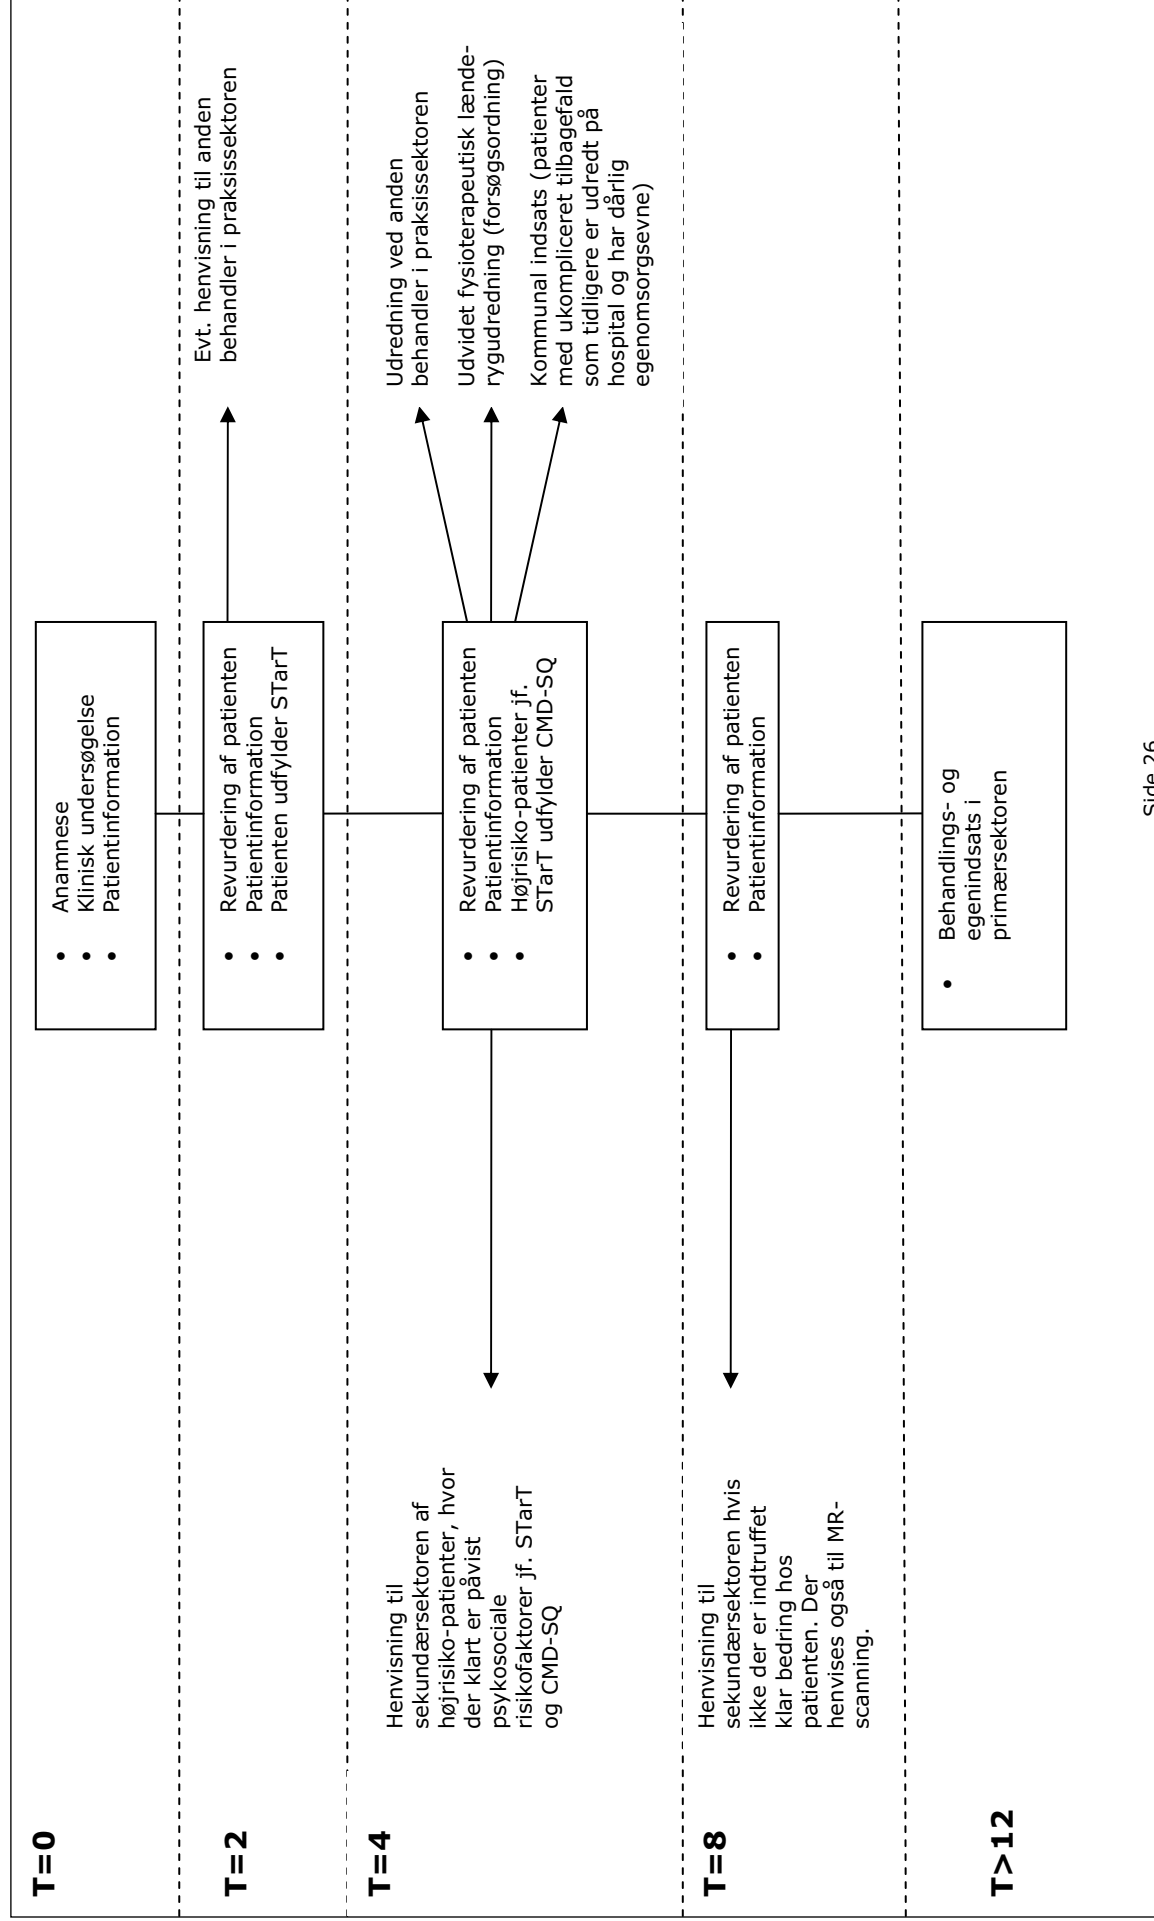 T=0
• Anamnese
• Klinisk undersøgelse
• Patientinformation
T=2
• Revurdering af patienten
• Patientinformation
• Patienten udfylder STarT
Evt. henvisning til anden
behandler i praksissektoren
T=4
Henvisning til
sekundærsektoren af
højrisiko-patienter, hvor
der klart er påvist
psykosociale
risikofaktorer jf. STarT
og CMD-SQ
• Revurdering af patienten
• Patientinformation
• Højrisiko-patienter jf.
STarT udfylder CMD-SQ
Udredning ved anden
behandler i praksissektoren
Udvidet fysioterapeutisk lænde-
rygudredning (forsøgsordning)
Kommunal indsats (patienter
med ukompliceret tilbagefald
som tidligere er udredt på
hospital og har dårlig
egenomsorgsevne)
T=8
Henvisning til
sekundærsektoren hvis
ikke der er indtruffet
klar bedring hos
patienten. Der
henvises også til MR-
scanning.
• Revurdering af patienten
• Patientinformation
T>12
• Behandlings- og
egenindsats i
primærsektoren
Side 26